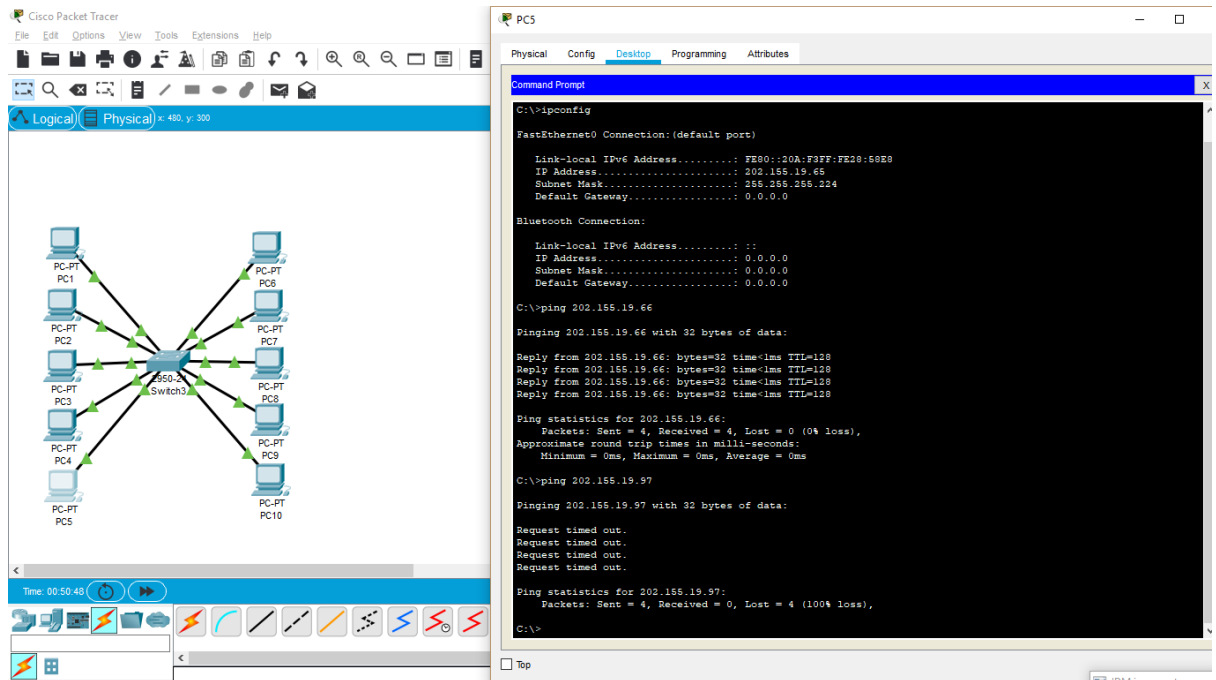 Cisco Packet Tracer
File Edit Options View Tools Extensions Help
Logical Physical x: 480, y: 300
PC-PT
PC1
PC-PT
PC2
PC-PT
PC3
PC-PT
PC4
PC-PT
PC5
Switch3
PC-PT
PC6
PC-PT
PC7
PC-PT
PC8
PC-PT
PC9
PC-PT
PC10
Time: 00:50:48
PC5
Physical Config Desktop Programming Attributes
Command Prompt X
C:\>ipconfig
FastEthernet0 Connection:(default port)
Link-local IPv6 Address.........: FE80::20A:F3FF:FE28:58E8
IP Address......................: 202.155.19.65
Subnet Mask.....................: 255.255.255.224
Default Gateway.................: 0.0.0.0
Bluetooth Connection:
Link-local IPv6 Address.........: ::
IP Address......................: 0.0.0.0
Subnet Mask.....................: 0.0.0.0
Default Gateway.................: 0.0.0.0
C:\>ping 202.155.19.66
Pinging 202.155.19.66 with 32 bytes of data:
Reply from 202.155.19.66: bytes=32 time<1ms TTL=128
Reply from 202.155.19.66: bytes=32 time<1ms TTL=128
Reply from 202.155.19.66: bytes=32 time<1ms TTL=128
Reply from 202.155.19.66: bytes=32 time<1ms TTL=128
Ping statistics for 202.155.19.66:
Packets: Sent = 4, Received = 4, Lost = 0 (0% loss),
Approximate round trip times in milli-seconds:
Minimum = 0ms, Maximum = 0ms, Average = 0ms
C:\>ping 202.155.19.97
Pinging 202.155.19.97 with 32 bytes of data:
Request timed out.
Request timed out.
Request timed out.
Request timed out.
Ping statistics for 202.155.19.97:
Packets: Sent = 4, Received = 0, Lost = 4 (100% loss),
C:\>
Top